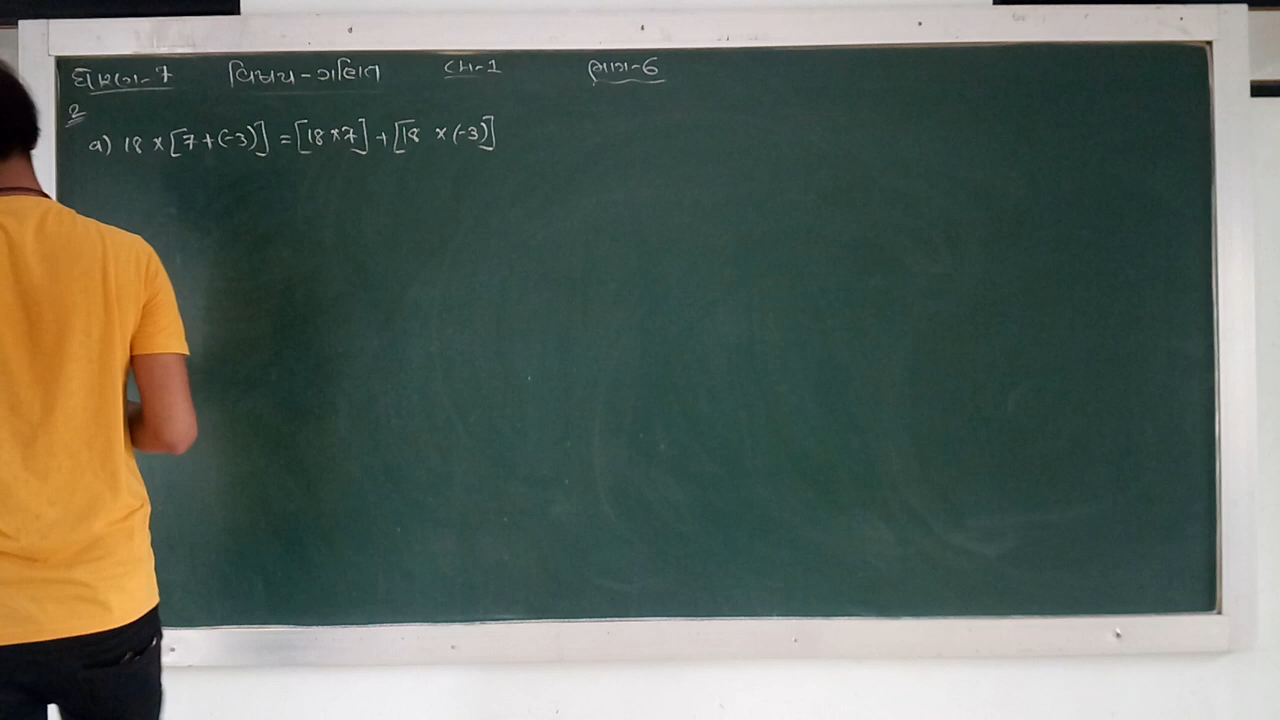 ધોરણ-7 વિષય-ગણિત CH-1 ભાગ-6
2
a) 18 × [7+(-3)] = [18×7] + [18 ×(-3)]